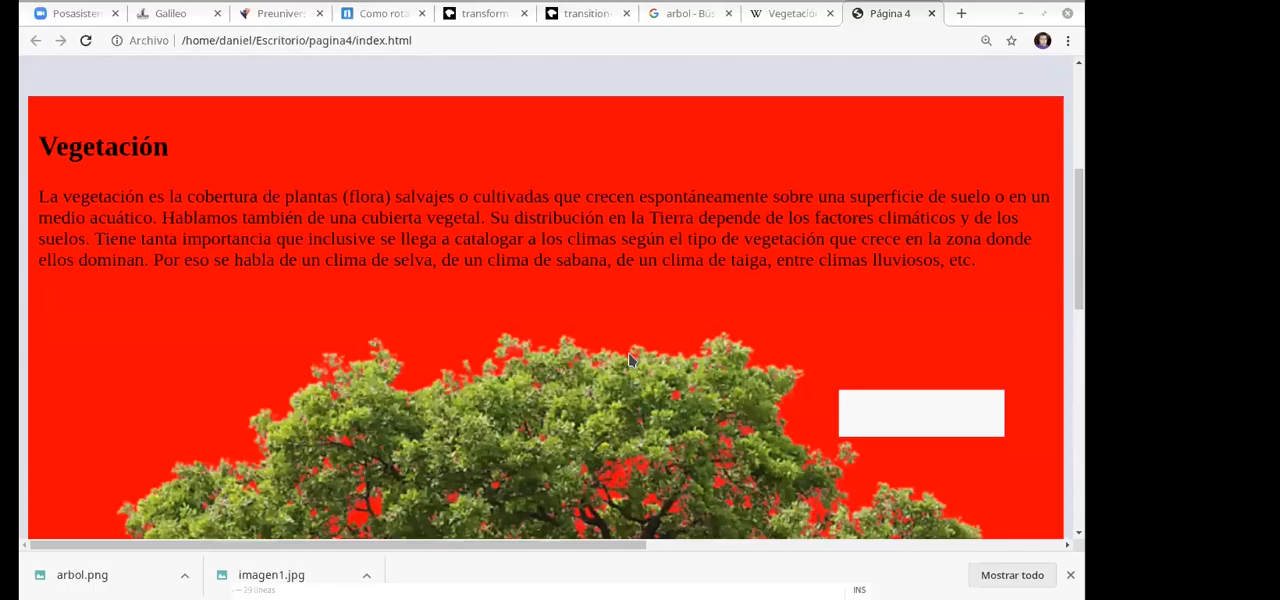 Posasisten
Galileo
Preunivers
Como rota
transform
transition-
arbol - Bús
Vegetació
Página 4
Archivo
/home/daniel/Escritorio/pagina4/index.html
Vegetación
La vegetación es la cobertura de plantas (flora) salvajes o cultivadas que crecen espontáneamente sobre una superficie de suelo o en un
medio acuático. Hablamos también de una cubierta vegetal. Su distribución en la Tierra depende de los factores climáticos y de los
suelos. Tiene tanta importancia que inclusive se llega a catalogar a los climas según el tipo de vegetación que crece en la zona donde
ellos dominan. Por eso se habla de un clima de selva, de un clima de sabana, de un clima de taiga, entre climas lluviosos, etc.
arbol.png
imagen1.jpg
Mostrar todo
- — 29 líneas
INS